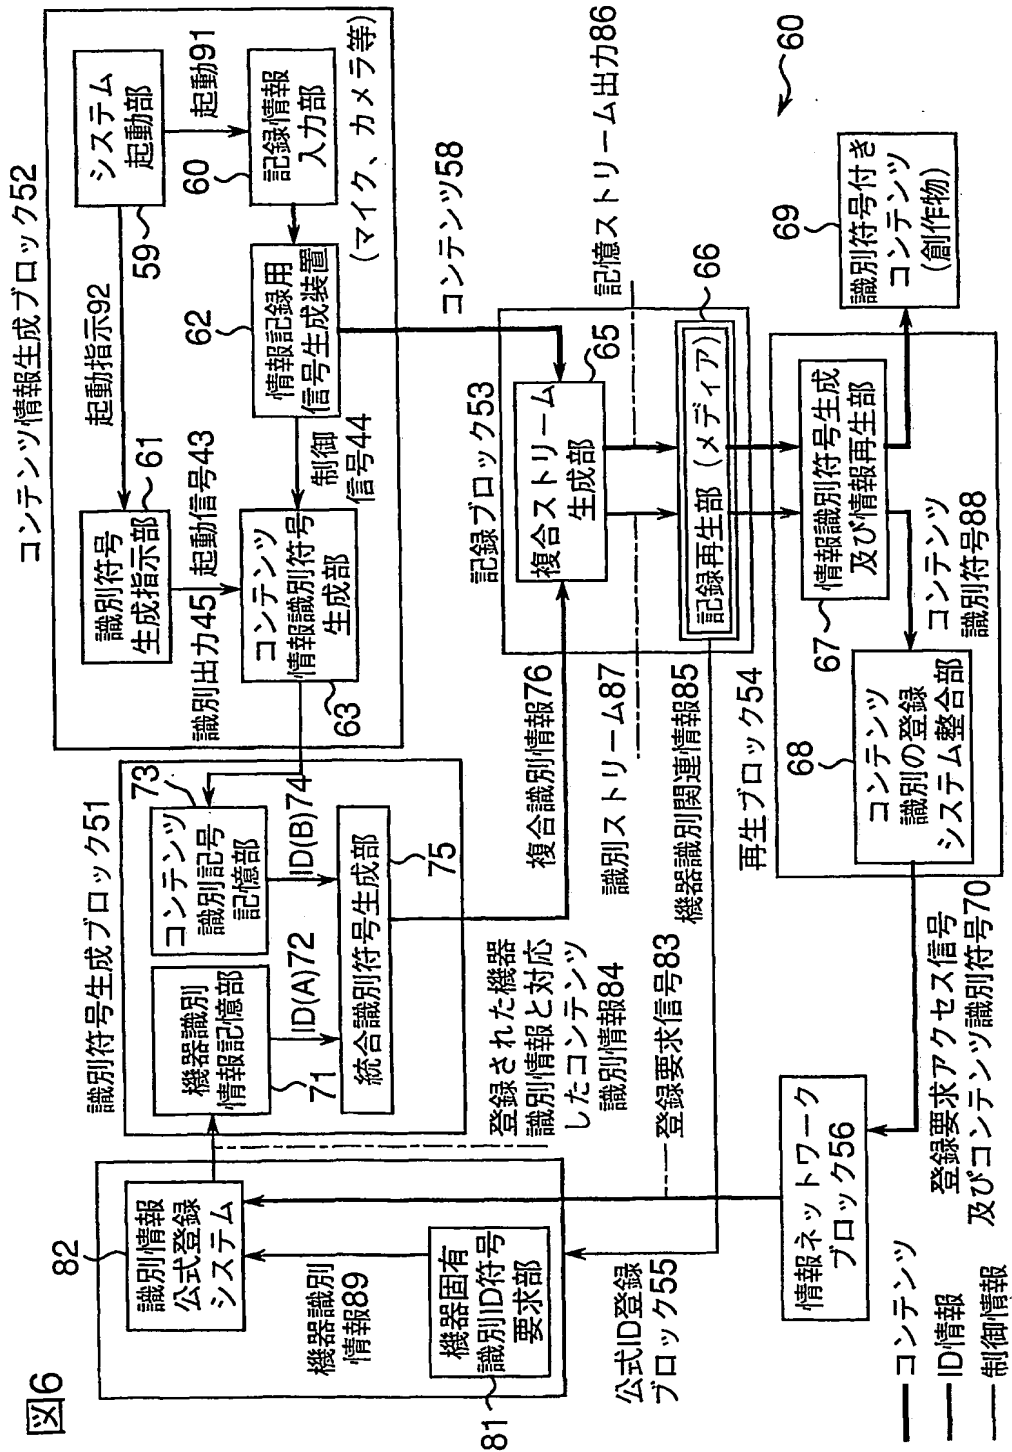 図6
コンテンツ情報生成ブロック52
システム
起動部
59
起動91
起動指示92
記録情報
入力部
60
(マイク、カメラ等)
情報記録用
信号生成装置
62
識別符号
生成指示部
61
起動信号43
識別出力45
制御
信号44
コンテンツ
情報識別符号
生成部
63
コンテンツ58
識別符号生成ブロック51
コンテンツ
識別記号
記憶部
73
機器識別
情報記憶部
71
ID(B)74
ID(A)72
統合識別符号生成部
75
記録ブロック53
複合ストリーム
生成部
65
記録再生部(メディア)
66
記憶ストリーム出力86
複合識別情報76
識別ストリーム87
機器識別関連情報85
再生ブロック54
情報識別符号生成
及び情報再生部
67
コンテンツ
識別の登録
システム整合部
68
コンテンツ
識別符号88
識別符号付き
コンテンツ
(創作物)
69
60
識別情報
公式登録
システム
82
機器固有
識別ID符号
要求部
81
機器識別
情報89
公式ID登録
ブロック55
登録された機器
識別情報と対応
したコンテンツ
識別情報84
登録要求信号83
情報ネットワーク
ブロック56
登録要求アクセス信号
及びコンテンツ識別符号70
コンテンツ
ID情報
制御情報